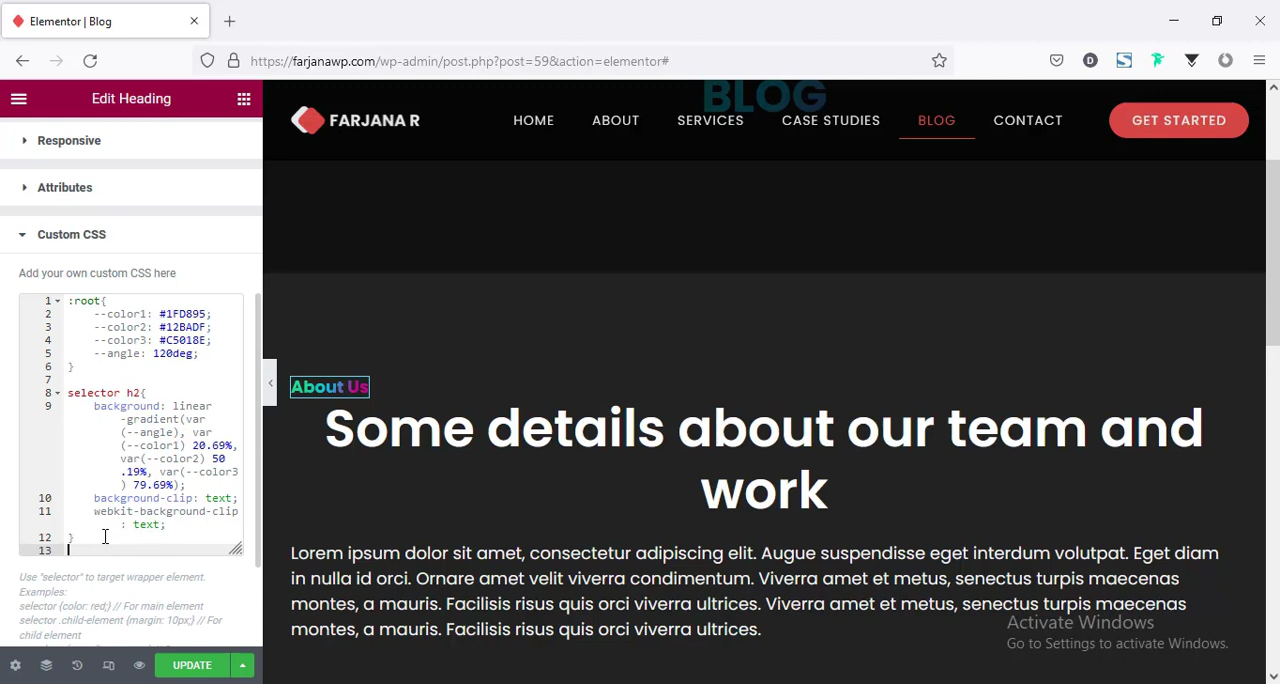 Elementor | Blog
https://farjanawp.com/wp-admin/post.php?post=59&action=elementor#
Edit Heading
Responsive
Attributes
Custom CSS
Add your own custom CSS here
1 :root{
2 --color1: #1FD895;
3 --color2: #12BADF;
4 --color3: #C5018E;
5 --angle: 120deg;
6 }
7
8 selector h2{
9 background: linear
-gradient(var
(--angle), var
(--color1) 20.69%,
var(--color2) 50
.19%, var(--color3
) 79.69%);
10 background-clip: text;
11 webkit-background-clip
: text;
12 }
13
Use "selector" to target wrapper element.
Examples:
selector {color: red;} // For main element
selector .child-element {margin: 10px;} // For
child element
UPDATE
BLOG
FARJANA R
HOME
ABOUT
SERVICES
CASE STUDIES
BLOG
CONTACT
GET STARTED
About Us
Some details about our team and
work
Lorem ipsum dolor sit amet, consectetur adipiscing elit. Augue suspendisse eget interdum volutpat. Eget diam
in nulla id orci. Ornare amet velit viverra condimentum. Viverra amet et metus, senectus turpis maecenas
montes, a mauris. Facilisis risus quis orci viverra ultrices. Viverra amet et metus, senectus turpis maecenas
montes, a mauris. Facilisis risus quis orci viverra ultrices.
Activate Windows
Go to Settings to activate Windows.